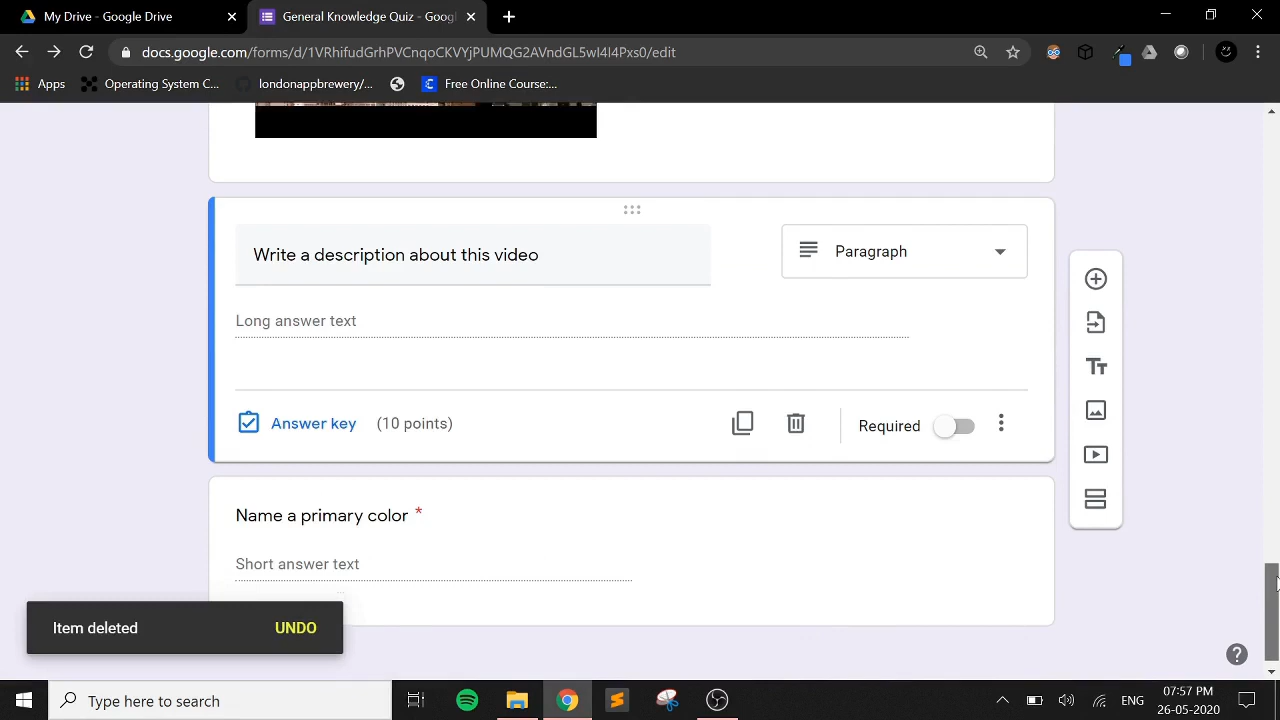 My Drive - Google Drive
General Knowledge Quiz - Goog
docs.google.com/forms/d/1VRhifudGrhPVCnqoCKVYjPUMQG2AVndGL5wI4I4Pxs0/edit
Apps
Operating System C...
londonappbrewery/...
Free Online Course:...
Write a description about this video
Paragraph
Long answer text
Answer key (10 points)
Required
Name a primary color *
Short answer text
Item deleted UNDO
Type here to search
ENG
07:57 PM
26-05-2020